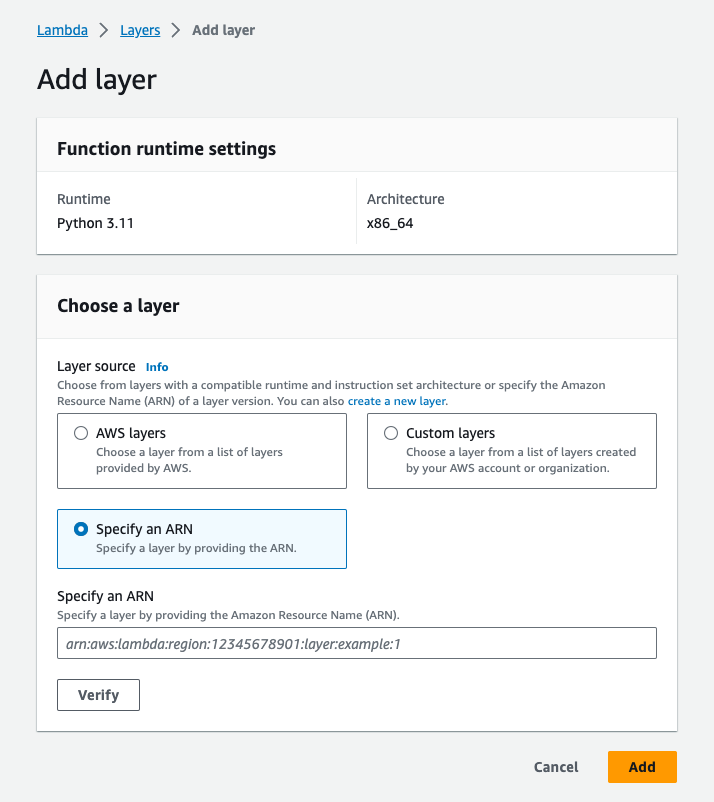 Lambda > Layers > Add layer
Add layer
Function runtime settings
Runtime
Python 3.11
Architecture
x86_64
Choose a layer
Layer source Info
Choose from layers with a compatible runtime and instruction set architecture or specify the Amazon
Resource Name (ARN) of a layer version. You can also create a new layer.
AWS layers
Choose a layer from a list of layers
provided by AWS.
Custom layers
Choose a layer from a list of layers created
by your AWS account or organization.
Specify an ARN
Specify a layer by providing the ARN.
Specify an ARN
Specify a layer by providing the Amazon Resource Name (ARN).
arn:aws:lambda:region:12345678901:layer:example:1
Verify
Cancel
Add